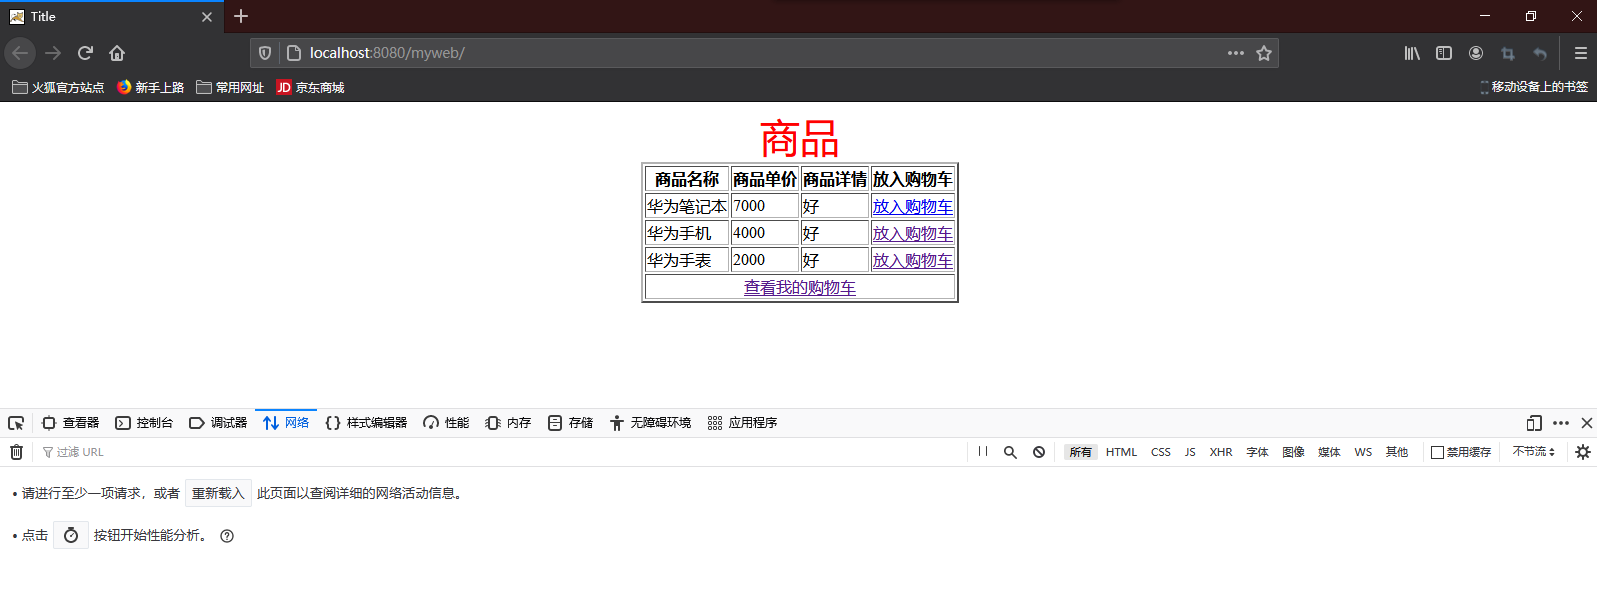 Title
localhost:8080/myweb/
火狐官方站点 新手上路 常用网址 JD 京东商城 移动设备上的书签
商品
商品名称 商品单价 商品详情 放入购物车
华为笔记本 7000 好 放入购物车
华为手机 4000 好 放入购物车
华为手表 2000 好 放入购物车
查看我的购物车
查看器 控制台 调试器 网络 样式编辑器 性能 内存 存储 无障碍环境 应用程序
过滤 URL 所有 HTML CSS JS XHR 字体 图像 媒体 WS 其他 禁用缓存 不节流
• 请进行至少一项请求，或者 重新载入 此页面以查阅详细的网络活动信息。
• 点击 按钮开始性能分析。